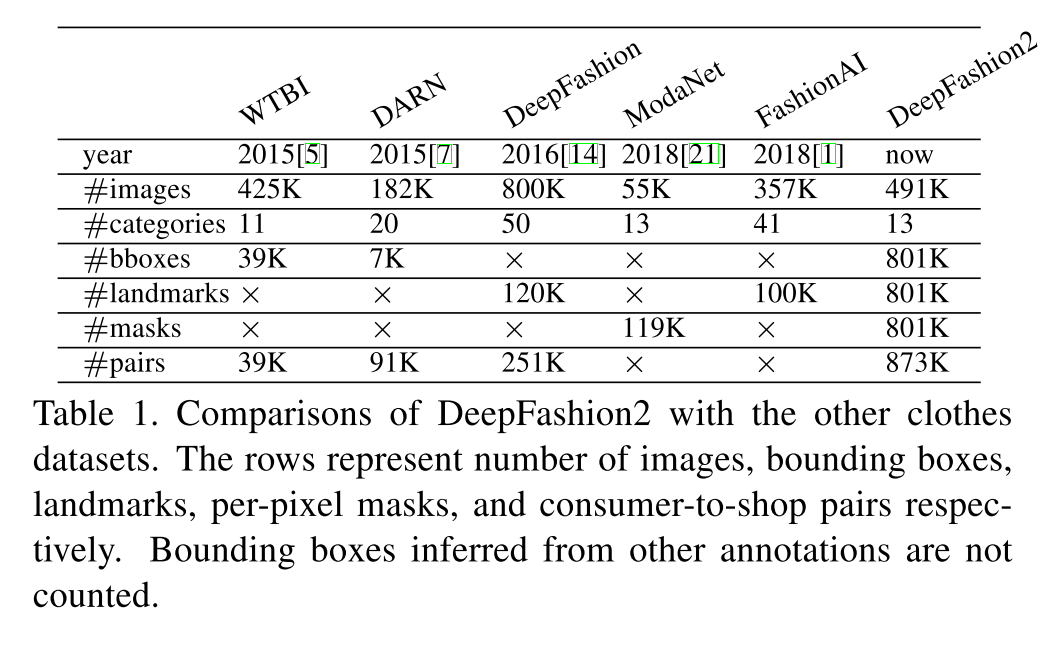 WTBI DARN DeepFashion ModaNet FashionAI DeepFashion2
year 2015[5] 2015[7] 2016[14] 2018[21] 2018[1] now
#images 425K 182K 800K 55K 357K 491K
#categories 11 20 50 13 41 13
#bboxes 39K 7K × × × 801K
#landmarks × × 120K × 100K 801K
#masks × × × 119K × 801K
#pairs 39K 91K 251K × × 873K
Table 1. Comparisons of DeepFashion2 with the other clothes
datasets. The rows represent number of images, bounding boxes,
landmarks, per-pixel masks, and consumer-to-shop pairs respec-
tively. Bounding boxes inferred from other annotations are not
counted.